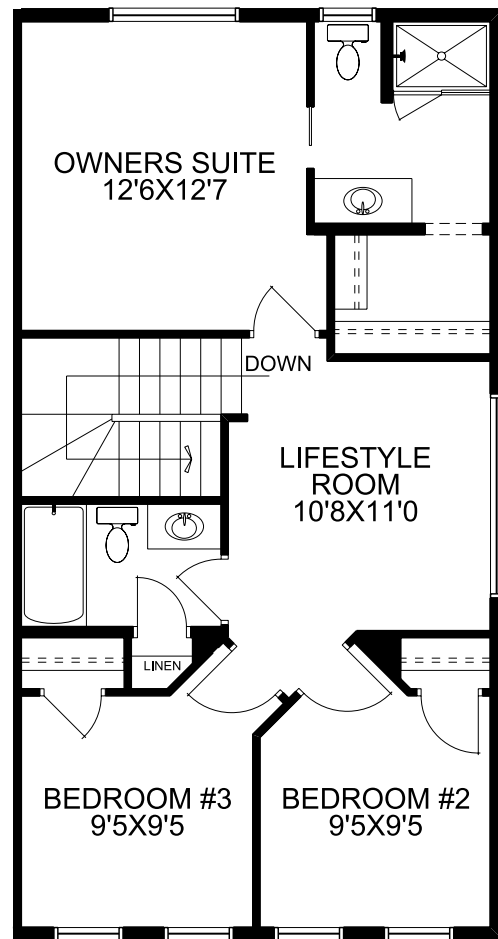 OWNERS SUITE
12'6X12'7
DOWN
LIFESTYLE
ROOM
10'8X11'0
LINEN
BEDROOM #3
9'5X9'5
BEDROOM #2
9'5X9'5